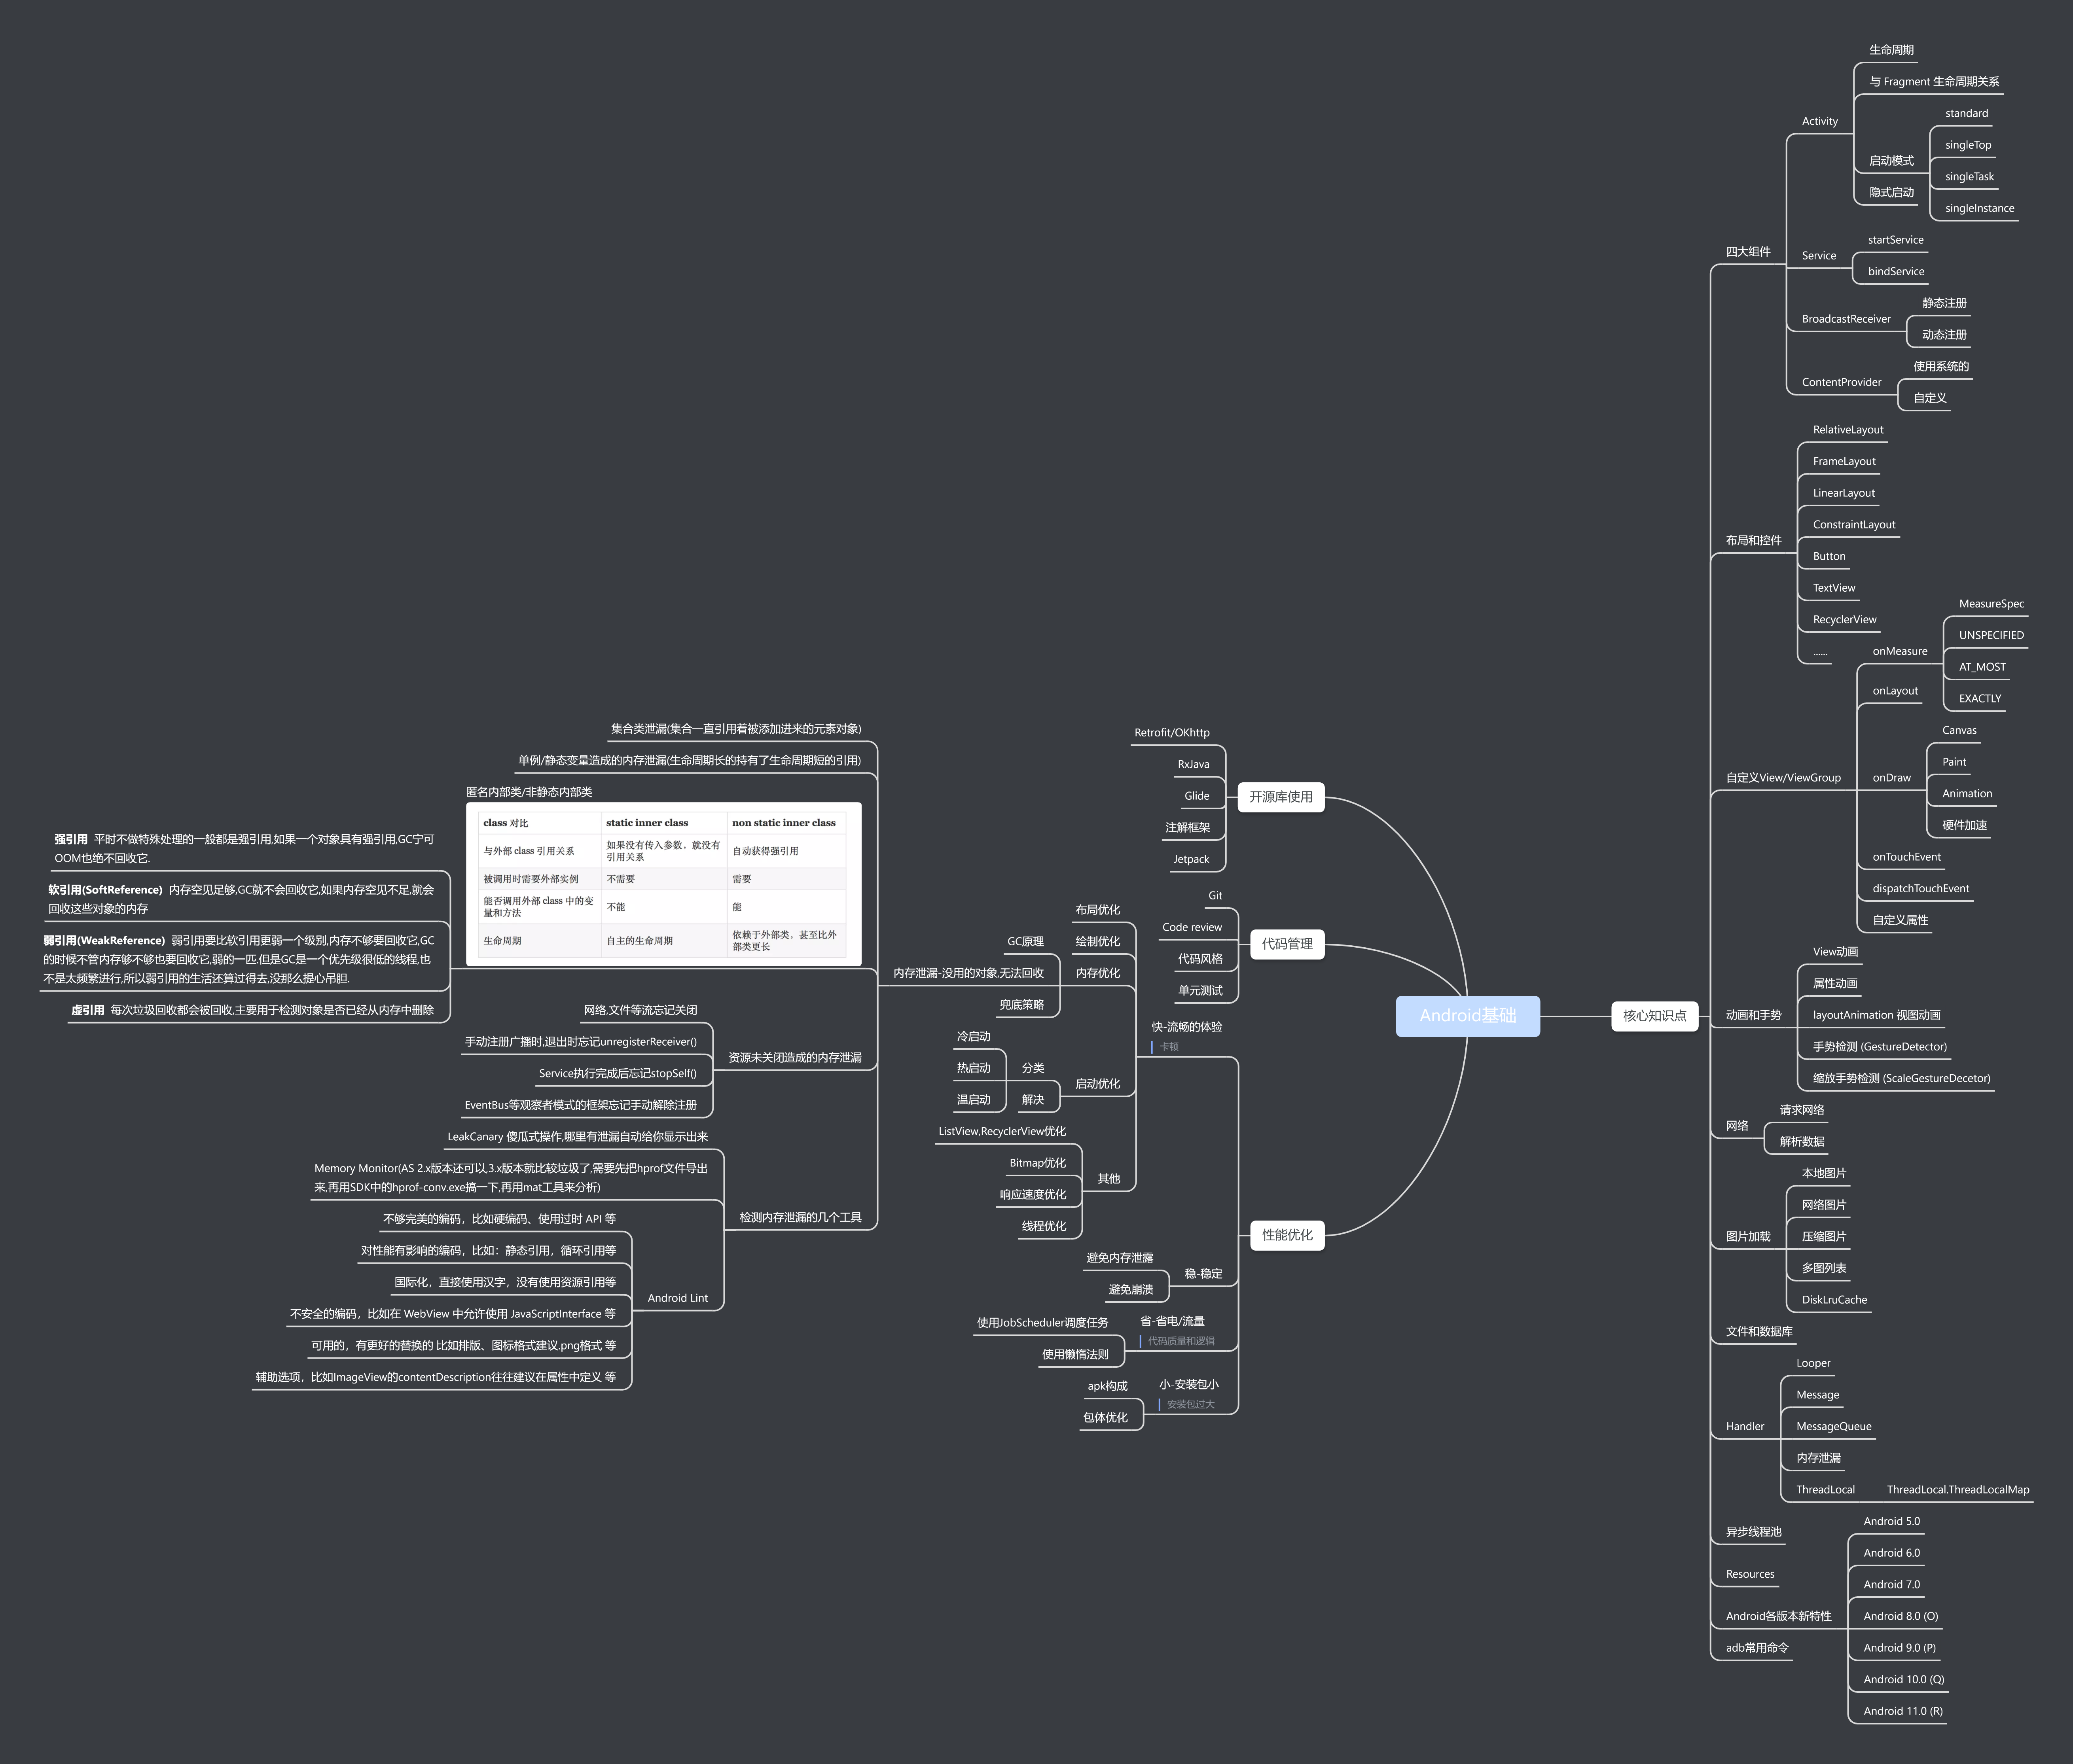 Android基础
核心知识点
四大组件
Activity
生命周期
与 Fragment 生命周期关系
启动模式
standard
singleTop
singleTask
singleInstance
隐式启动
Service
startService
bindService
BroadcastReceiver
静态注册
动态注册
ContentProvider
使用系统的
自定义
布局和控件
RelativeLayout
FrameLayout
LinearLayout
ConstraintLayout
Button
TextView
RecyclerView
......
自定义View/ViewGroup
onMeasure
MeasureSpec
UNSPECIFIED
AT_MOST
EXACTLY
onLayout
onDraw
Canvas
Paint
Animation
硬件加速
onTouchEvent
dispatchTouchEvent
自定义属性
动画和手势
View动画
属性动画
layoutAnimation 视图动画
手势检测 (GestureDetector)
缩放手势检测 (ScaleGestureDecetor)
网络
请求网络
解析数据
图片加载
本地图片
网络图片
压缩图片
多图列表
DiskLruCache
文件和数据库
Handler
Looper
Message
MessageQueue
内存泄漏
ThreadLocal
ThreadLocal.ThreadLocalMap
异步线程池
Resources
Android各版本新特性
Android 5.0
Android 6.0
Android 7.0
Android 8.0 (O)
Android 9.0 (P)
Android 10.0 (Q)
Android 11.0 (R)
adb常用命令
开源库使用
Retrofit/OKhttp
RxJava
Glide
注解框架
Jetpack
代码管理
Git
Code review
代码风格
单元测试
性能优化
快-流畅的体验
卡顿
布局优化
绘制优化
内存优化
GC原理
内存泄漏-没用的对象,无法回收
集合类泄漏(集合一直引用着被添加进来的元素对象)
单例/静态变量造成的内存泄漏(生命周期长的持有了生命周期短的引用)
匿名内部类/非静态内部类
class 对比
static inner class
non static inner class
与外部 class 引用关系
如果没有传入参数，就没有
引用关系
自动获得强引用
被调用时需要外部实例
不需要
需要
能否调用外部 class 中的变
量和方法
不能
能
生命周期
自主的生命周期
依赖于外部类，甚至比外
部类更长
强引用 平时不做特殊处理的一般都是强引用,如果一个对象具有强引用,GC宁可
OOM也绝不回收它.
软引用(SoftReference) 内存空见足够,GC就不会回收它,如果内存空见不足,就会
回收这些对象的内存
弱引用(WeakReference) 弱引用要比软引用更弱一个级别,内存不够要回收它,GC
的时候不管内存够不够也要回收它,弱的一匹.但是GC是一个优先级很低的线程,也
不是太频繁进行,所以弱引用的生活还算过得去,没那么提心吊胆.
虚引用 每次垃圾回收都会被回收,主要用于检测对象是否已经从内存中删除
资源未关闭造成的内存泄漏
网络,文件等流忘记关闭
手动注册广播时,退出时忘记unregisterReceiver()
Service执行完成后忘记stopSelf()
EventBus等观察者模式的框架忘记手动解除注册
检测内存泄漏的几个工具
LeakCanary 傻瓜式操作,哪里有泄漏自动给你显示出来
Memory Monitor(AS 2.x版本还可以,3.x版本就比较垃圾了,需要先把hprof文件导出
来,再用SDK中的hprof-conv.exe搞一下,再用mat工具来分析)
Android Lint
不够完美的编码，比如硬编码、使用过时 API 等
对性能有影响的编码，比如：静态引用，循环引用等
国际化，直接使用汉字，没有使用资源引用等
不安全的编码，比如在 WebView 中允许使用 JavaScriptInterface 等
可用的，有更好的替换的 比如排版、图标格式建议.png格式 等
辅助选项，比如ImageView的contentDescription往往建议在属性中定义 等
兜底策略
启动优化
分类
冷启动
热启动
温启动
解决
其他
ListView,RecyclerView优化
Bitmap优化
响应速度优化
线程优化
稳-稳定
避免内存泄露
避免崩溃
省-省电/流量
代码质量和逻辑
使用JobScheduler调度任务
使用懒惰法则
小-安装包小
安装包过大
apk构成
包体优化